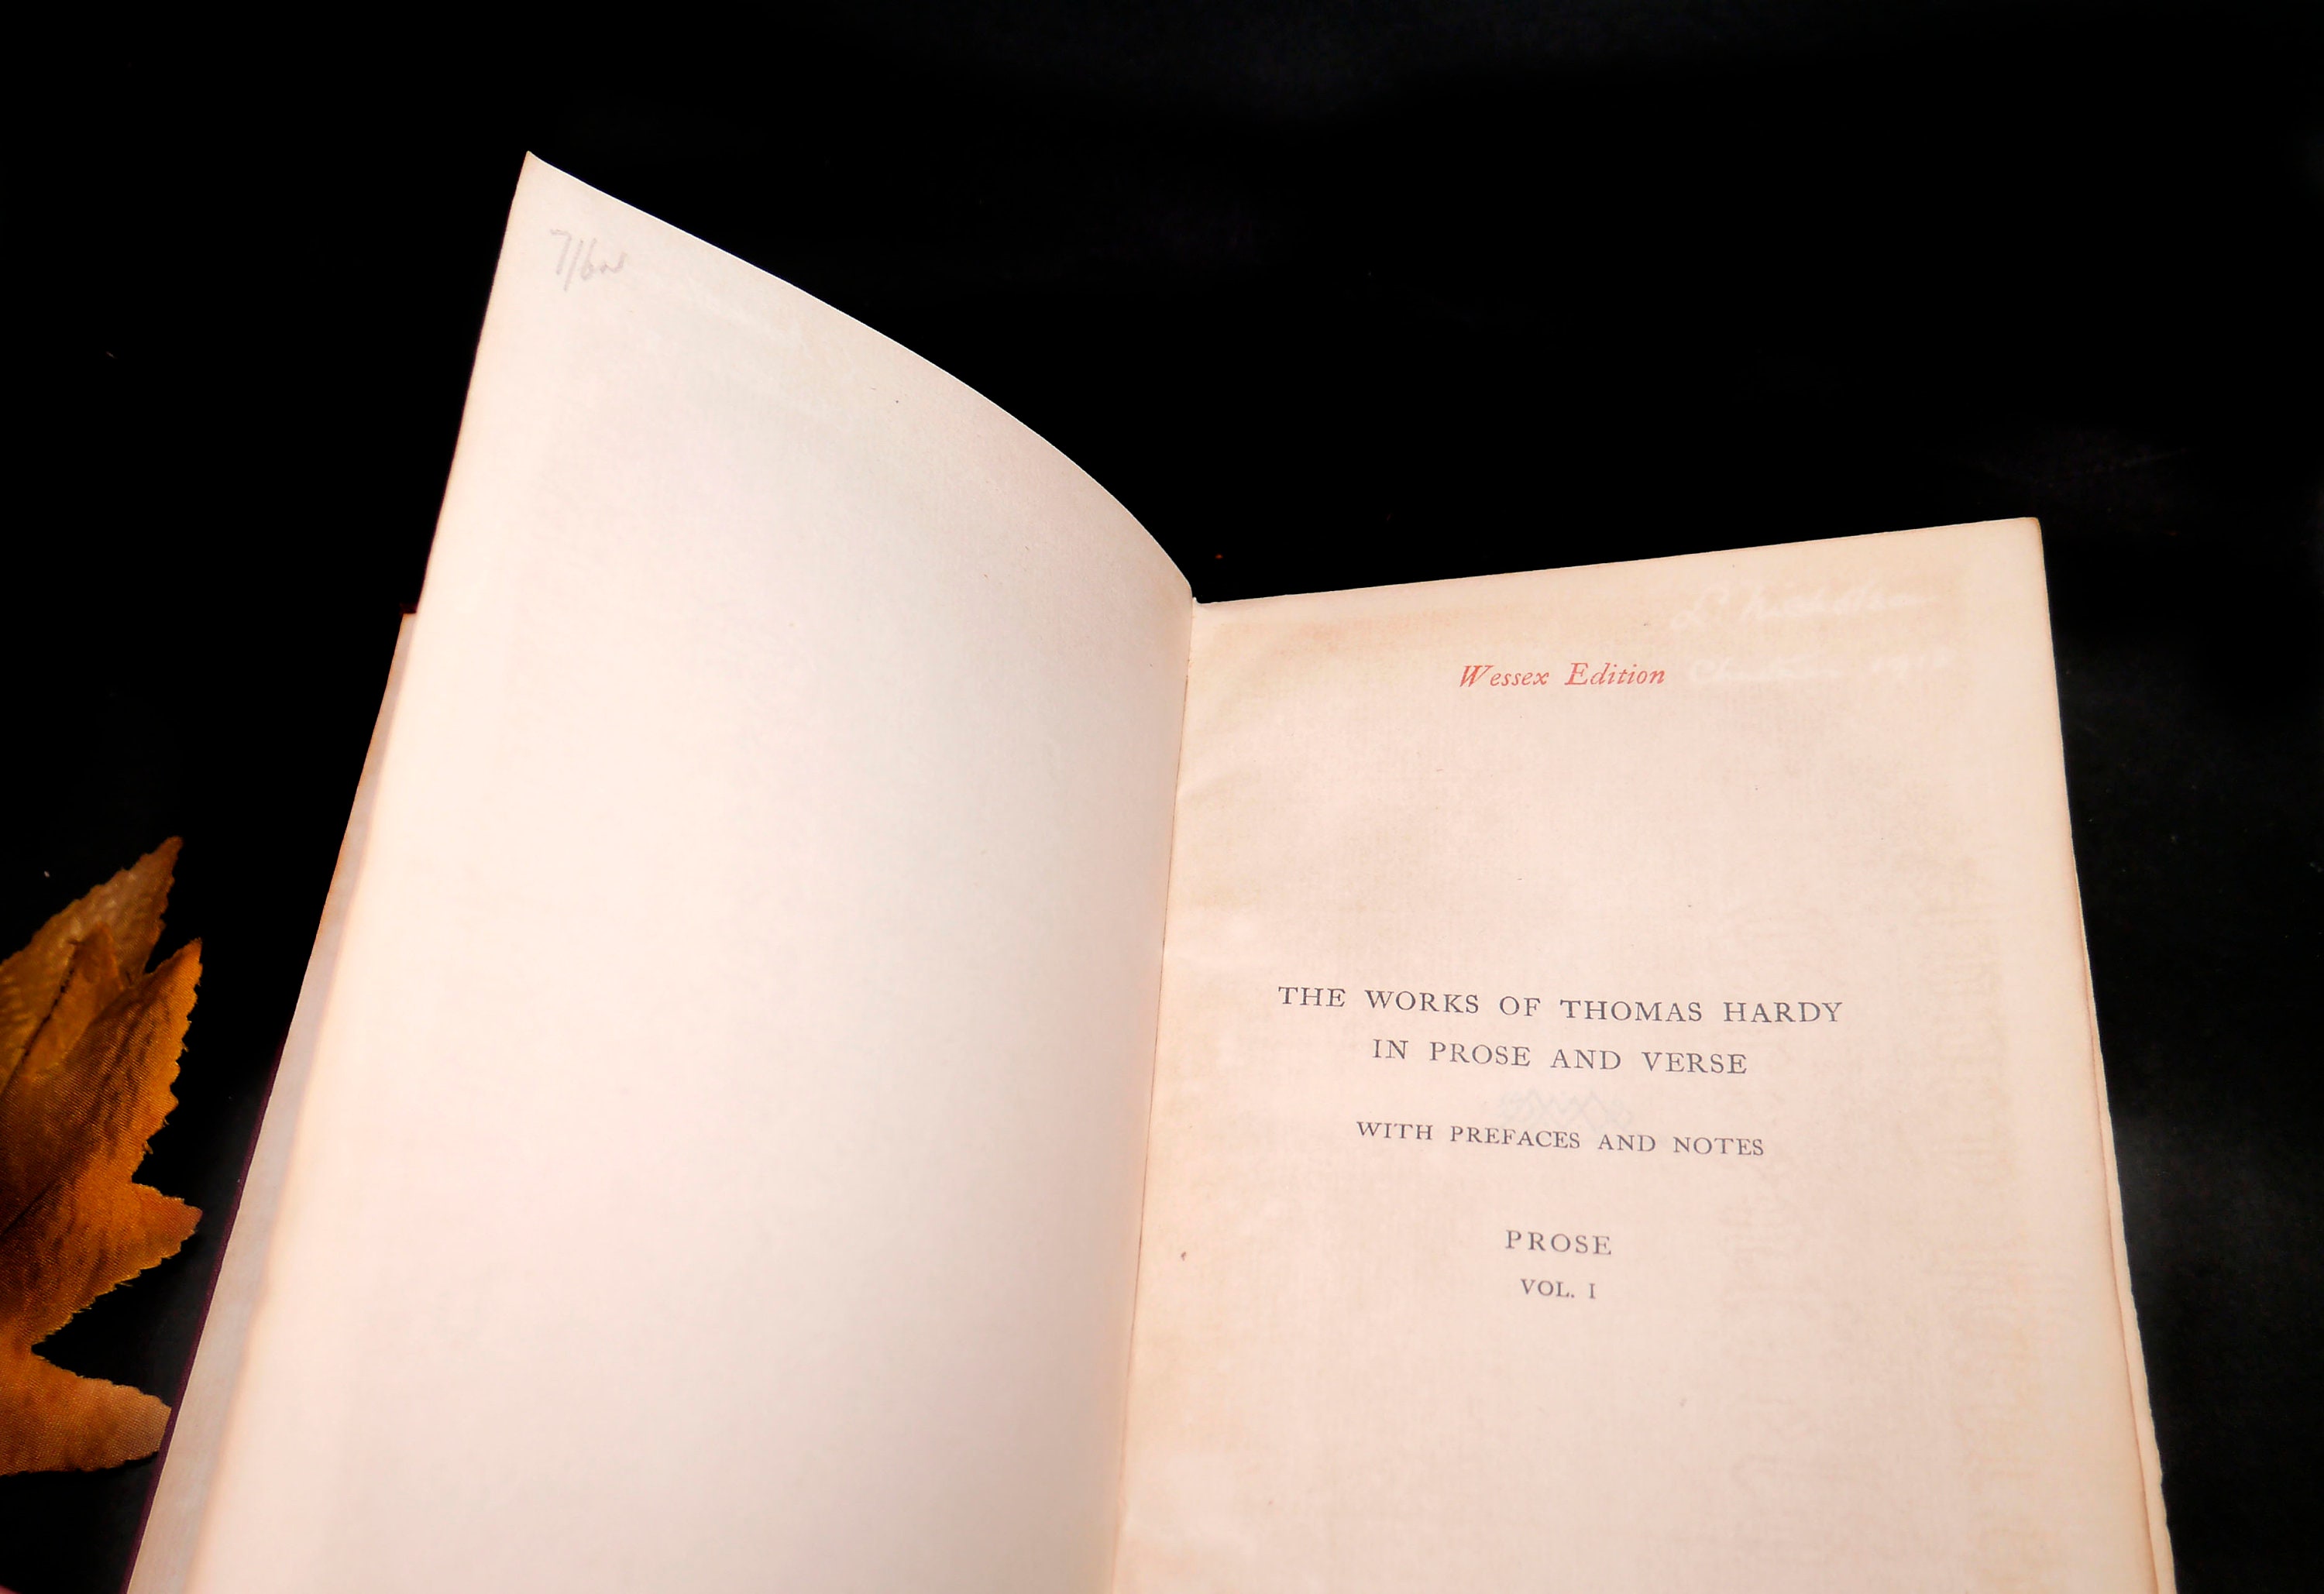 7/6
Wessex Edition
THE WORKS OF THOMAS HARDY
IN PROSE AND VERSE
WITH PREFACES AND NOTES
PROSE
VOL. I